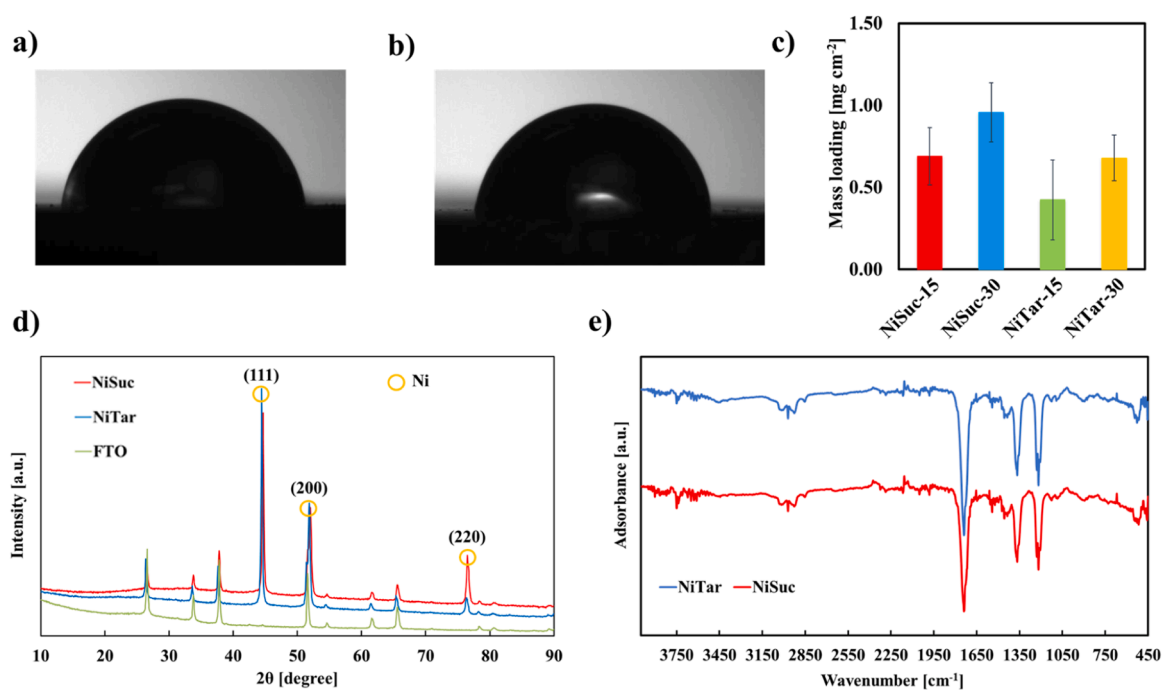 a)
b)
c)
1.50
1.00
0.50
0.00
Mass loading [mg cm⁻²]
NiSuc-15
NiSuc-30
NiTar-15
NiTar-30
d)
NiSuc
NiTar
FTO
(111)
(200)
(220)
Ni
Intensity [a.u.]
10 20 30 40 50 60 70 80 90
2θ [degree]
e)
Adsorbance [a.u.]
NiTar NiSuc
3750 3450 3150 2850 2550 2250 1950 1650 1350 1050 750 450
Wavenumber [cm⁻¹]